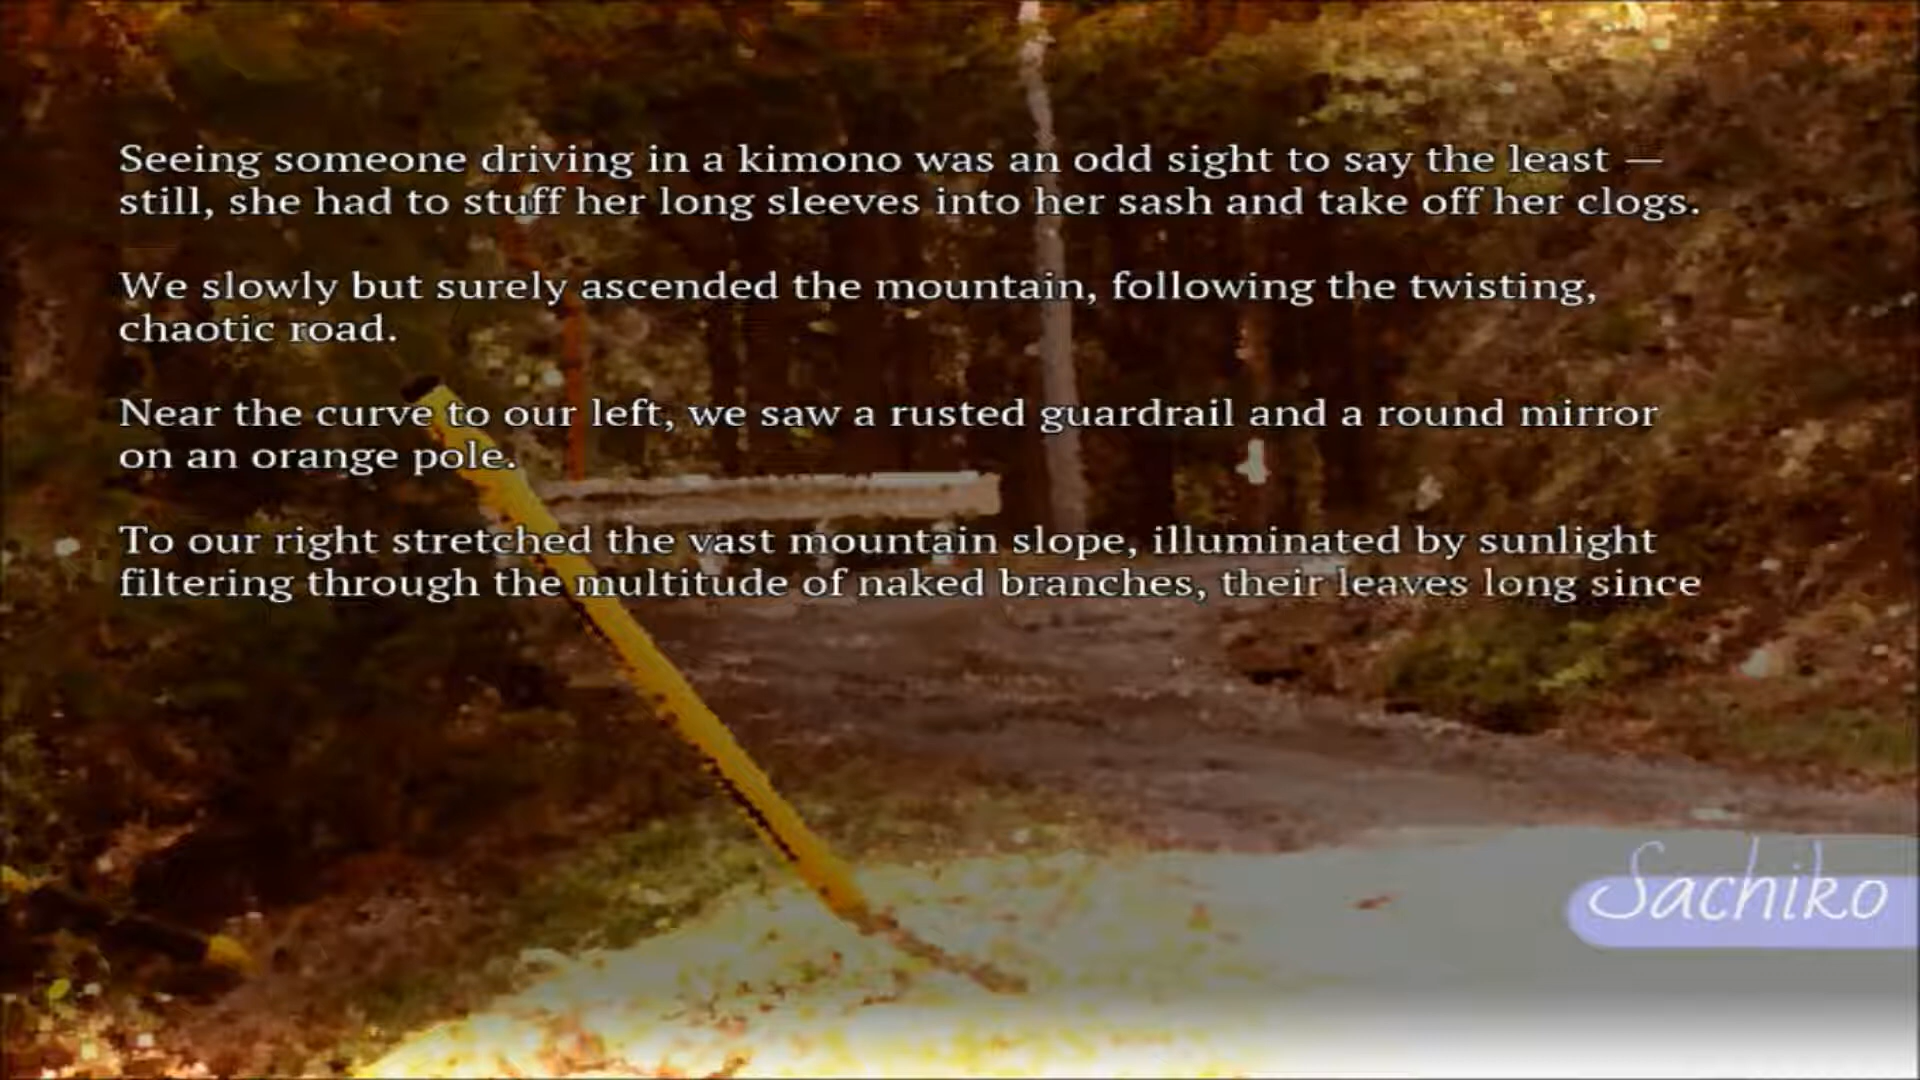 Seeing someone driving in a kimono was an odd sight to say the least —
still, she had to stuff her long sleeves into her sash and take off her clogs.
We slowly but surely ascended the mountain, following the twisting,
chaotic road.
Near the curve to our left, we saw a rusted guardrail and a round mirror
on an orange pole.
To our right stretched the vast mountain slope, illuminated by sunlight
filtering through the multitude of naked branches, their leaves long since
Sachiko